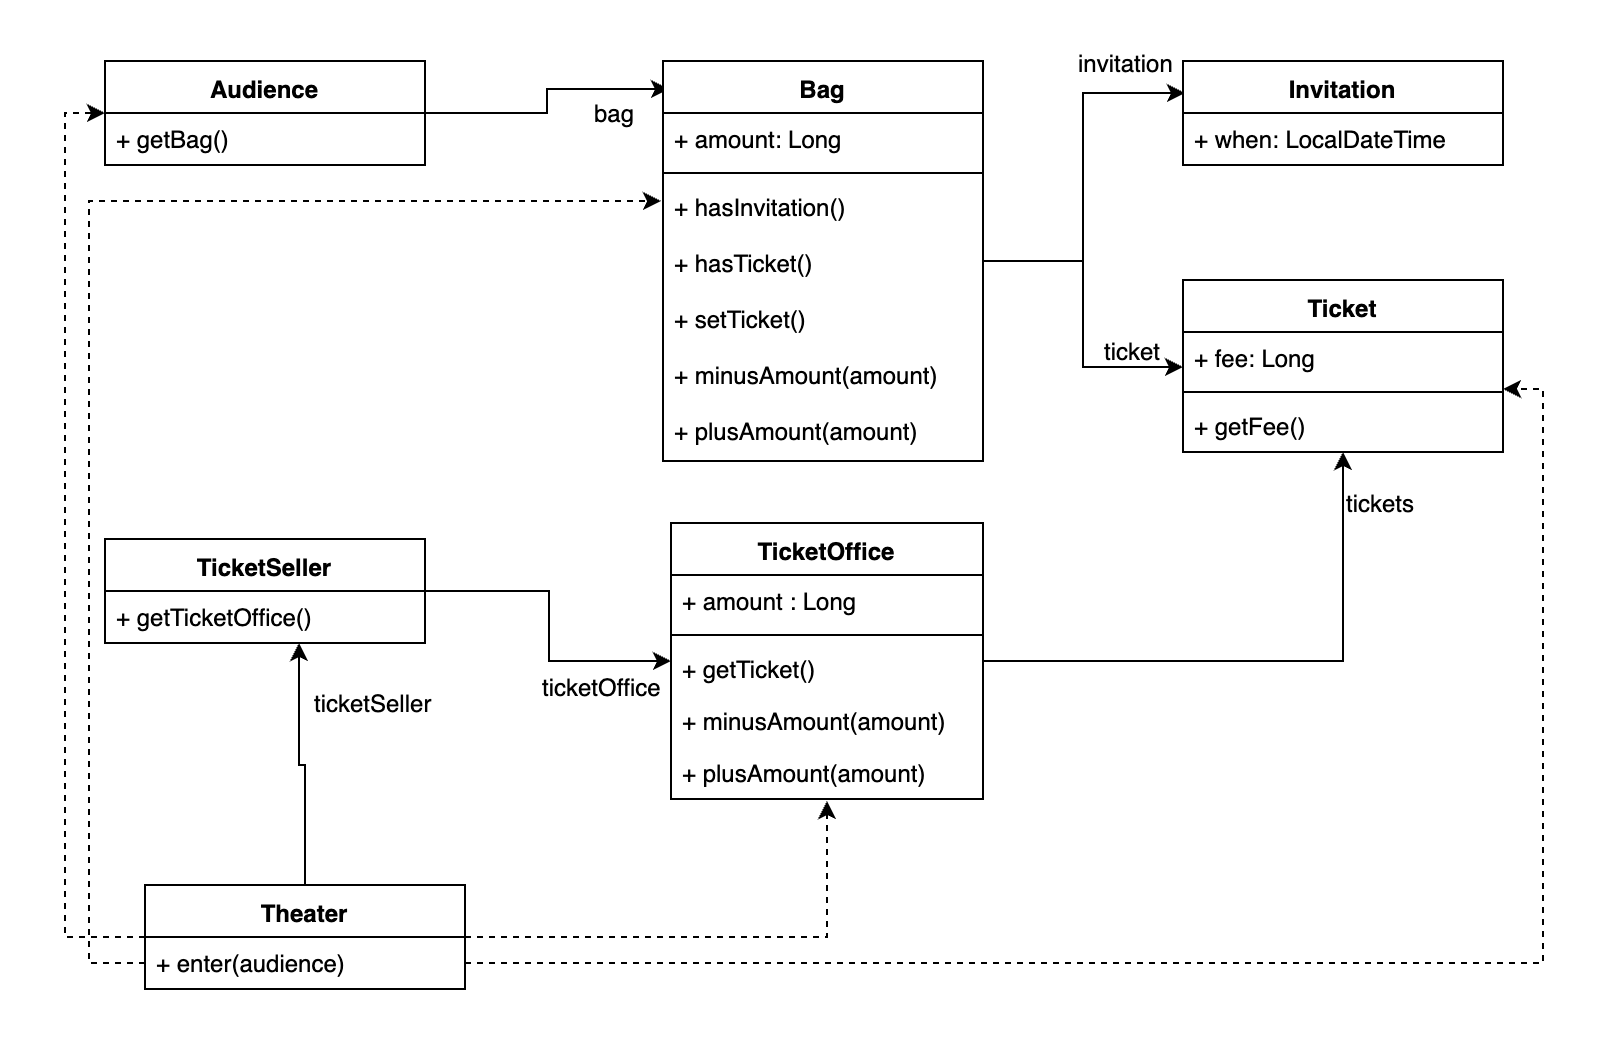 Audience
+ getBag()
bag
Bag
+ amount: Long
+ hasInvitation()
+ hasTicket()
+ setTicket()
+ minusAmount(amount)
+ plusAmount(amount)
invitation
Invitation
+ when: LocalDateTime
ticket
Ticket
+ fee: Long
+ getFee()
tickets
TicketSeller
+ getTicketOffice()
ticketOffice
TicketOffice
+ amount : Long
+ getTicket()
+ minusAmount(amount)
+ plusAmount(amount)
ticketSeller
Theater
+ enter(audience)